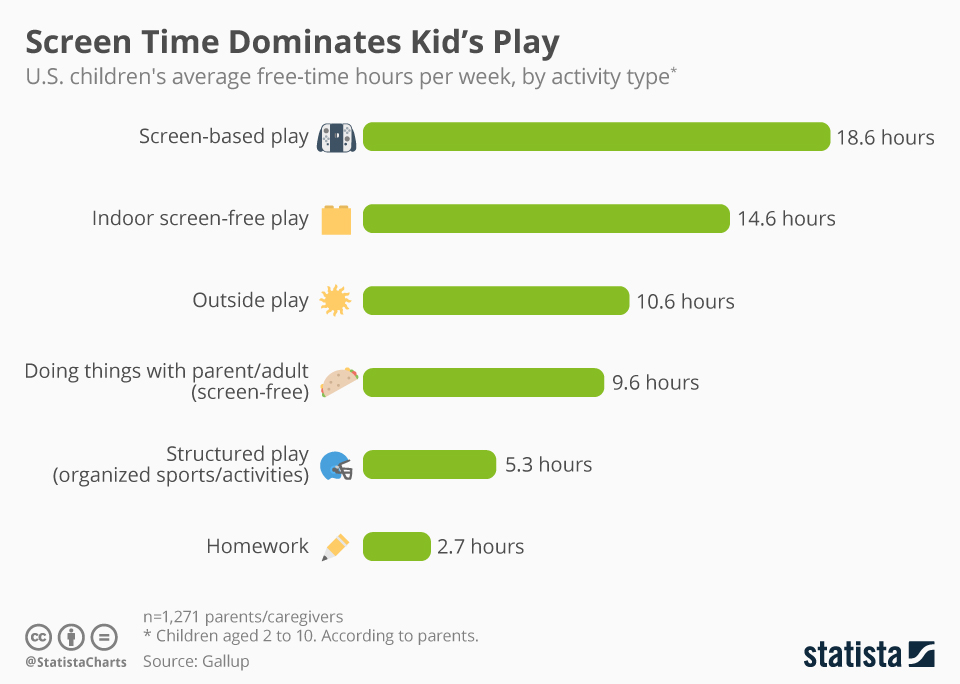 Screen Time Dominates Kid’s Play
U.S. children's average free-time hours per week, by activity type*
Screen-based play 18.6 hours
Indoor screen-free play 14.6 hours
Outside play 10.6 hours
Doing things with parent/adult
(screen-free) 9.6 hours
Structured play
(organized sports/activities) 5.3 hours
Homework 2.7 hours
n=1,271 parents/caregivers
* Children aged 2 to 10. According to parents.
cc
@StatistaCharts Source: Gallup
statista